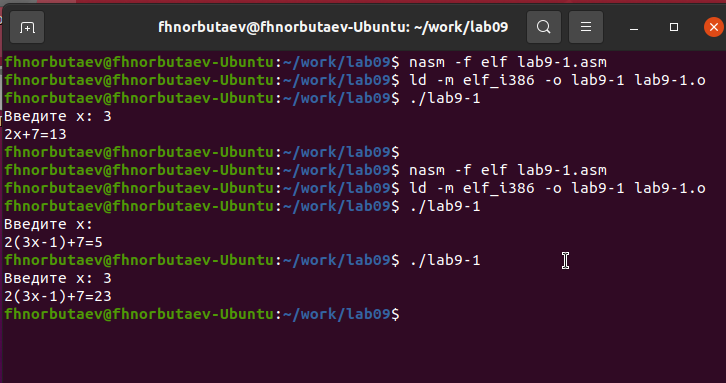 fhnorbutaev@fhnorbutaev-Ubuntu: ~/work/lab09
fhnorbutaev@fhnorbutaev-Ubuntu:~/work/lab09$ nasm -f elf lab9-1.asm
fhnorbutaev@fhnorbutaev-Ubuntu:~/work/lab09$ ld -m elf_i386 -o lab9-1 lab9-1.o
fhnorbutaev@fhnorbutaev-Ubuntu:~/work/lab09$ ./lab9-1
Введите x: 3
2x+7=13
fhnorbutaev@fhnorbutaev-Ubuntu:~/work/lab09$
fhnorbutaev@fhnorbutaev-Ubuntu:~/work/lab09$ nasm -f elf lab9-1.asm
fhnorbutaev@fhnorbutaev-Ubuntu:~/work/lab09$ ld -m elf_i386 -o lab9-1 lab9-1.o
fhnorbutaev@fhnorbutaev-Ubuntu:~/work/lab09$ ./lab9-1
Введите x:
2(3x-1)+7=5
fhnorbutaev@fhnorbutaev-Ubuntu:~/work/lab09$ ./lab9-1
Введите x: 3
2(3x-1)+7=23
fhnorbutaev@fhnorbutaev-Ubuntu:~/work/lab09$